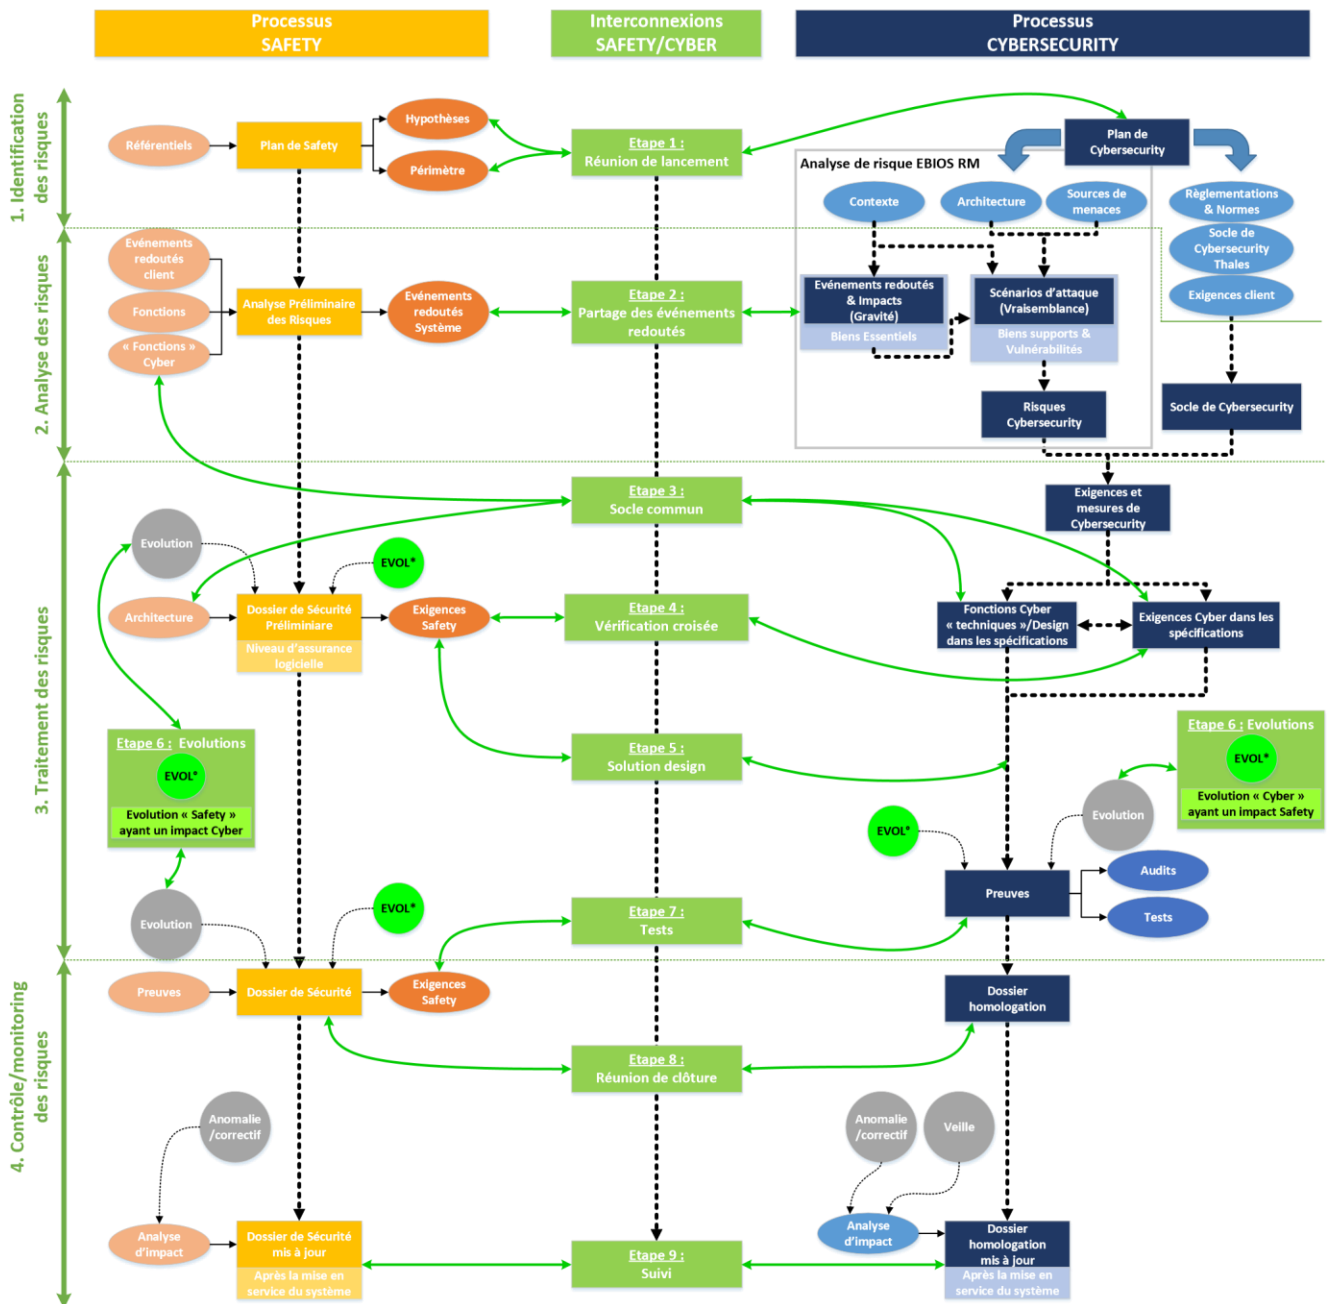 Processus
SAFETY
Interconnexions
SAFETY/CYBER
Processus
CYBERSECURITY
1. Identification
des risques
Référentiels
Plan de Safety
Hypothèses
Périmètre
Etape 1 :
Réunion de lancement
Plan de
Cybersecurity
Analyse de risque EBIOS RM
Contexte
Architecture
Sources de
menaces
Règlementations
& Normes
Socle de
Cybersecurity
Thales
Exigences client
2. Analyse des risques
Evénements
redoutés
client
Fonctions
« Fonctions »
Cyber
Analyse Préliminaire
des Risques
Evénements
redoutés
Système
Etape 2 :
Partage des événements
redoutés
Evénements redoutés
& Impacts
(Gravité)
Biens Essentiels
Scénarios d'attaque
(Vraisemblance)
Biens supports &
Vulnérabilités
Risques
Cybersecurity
Socle de Cybersecurity
3. Traitement des risques
Etape 3 :
Socle commun
Exigences et
mesures de
Cybersecurity
Evolution
EVOL*
Architecture
Dossier de Sécurité
Préliminiare
Niveau d'assurance
logicielle
Exigences
Safety
Etape 4 :
Vérification croisée
Fonctions Cyber
« techniques »/Design
dans les spécifications
Exigences Cyber dans les
spécifications
Etape 6 : Evolutions
EVOL*
Evolution « Safety »
ayant un impact Cyber
Etape 5 :
Solution design
Etape 6 : Evolutions
EVOL*
Evolution « Cyber »
ayant un impact Safety
EVOL*
Evolution
Preuves
Audits
Tests
Evolution
EVOL*
Etape 7 :
Tests
4. Contrôle/monitoring
des risques
Preuves
Dossier de Sécurité
Exigences
Safety
Dossier
homologation
Etape 8 :
Réunion de clôture
Anomalie
/correctif
Anomalie
/correctif
Veille
Analyse
d'impact
Dossier de Sécurité
mis à jour
Après la mise en
service du système
Etape 9 :
Suivi
Analyse
d'impact
Dossier
homologation
mis à jour
Après la mise en
service du système